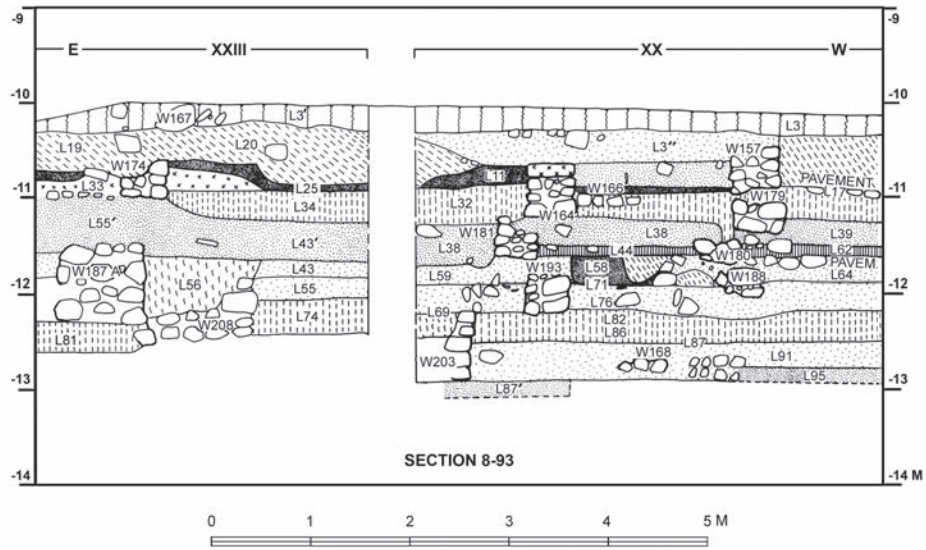 -9 -9
E XXIII XX W
-10 -10
W167 L3' L3
L19 L20 L3" W157
W174 L11
L33 L25 W166 PAVEMENT
-11 L34 L32 W179 L17 -11
L55' W164
W181 L38 L39
L43' L38 L44 W180 L62
W187 A L43 L59 W193 L58 PAVEM.
L56 L71 W188 L64
-12 L55 L76 -12
L69
W208 L74 L82
L81 L86 L87
W203 W168 L91
L95
-13 L87' -13
SECTION 8-93
-14 -14 M
0 1 2 3 4 5 M